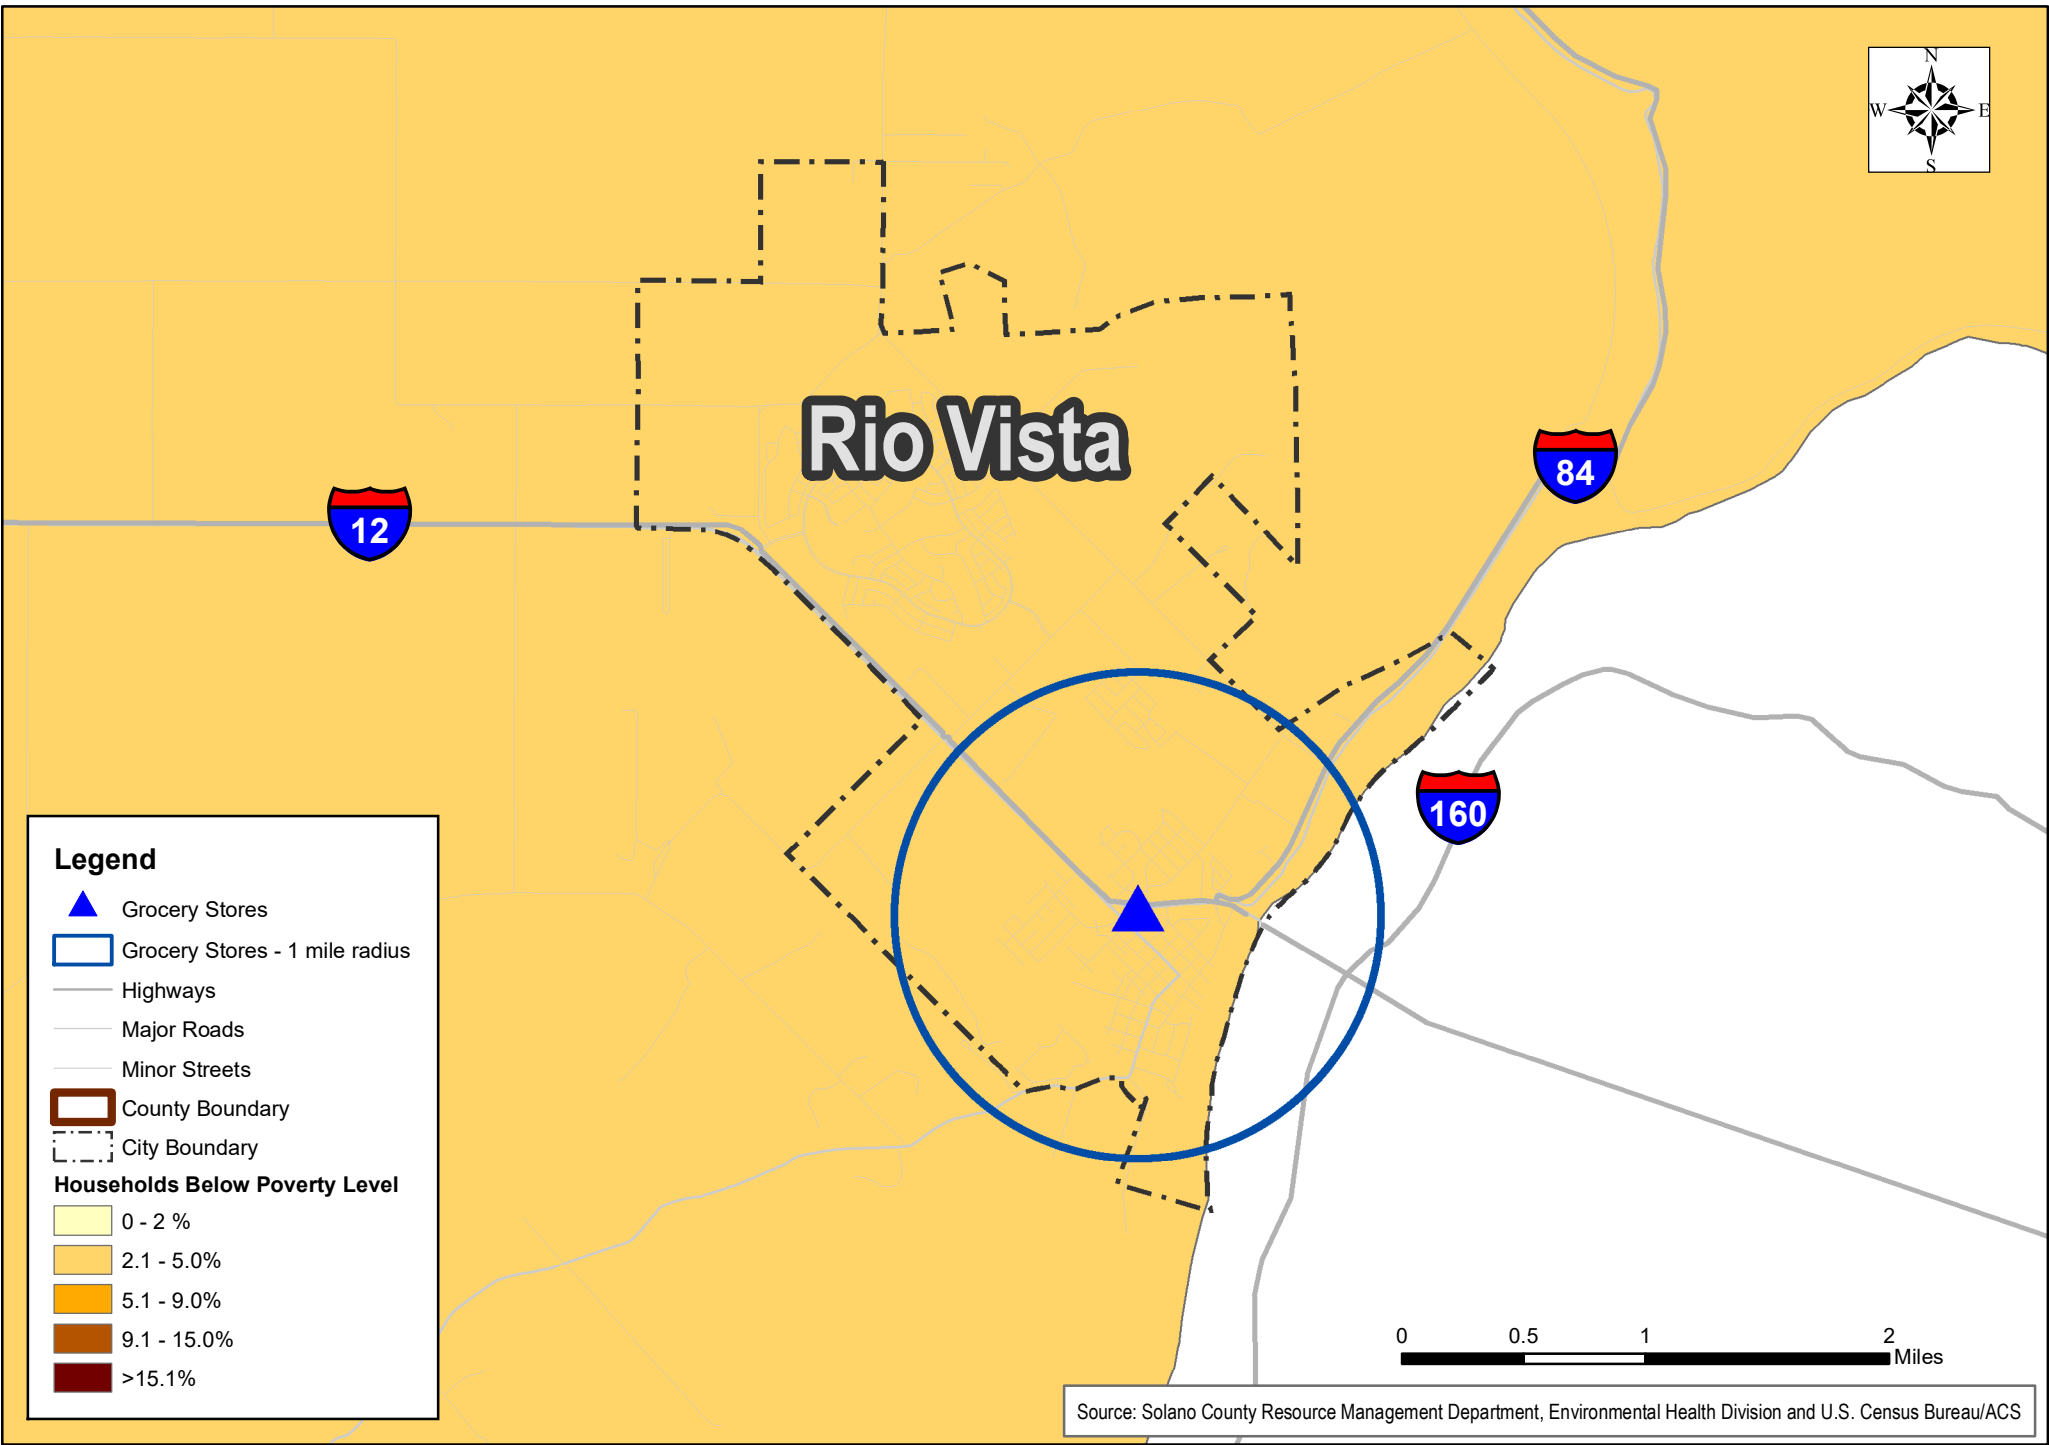 N
W E
S
Rio Vista
84
12
160
Legend
Grocery Stores
Grocery Stores - 1 mile radius
Highways
Major Roads
Minor Streets
County Boundary
City Boundary
Households Below Poverty Level
0 - 2 %
2.1 - 5.0%
5.1 - 9.0%
9.1 - 15.0%
>15.1%
0 0.5 1 2
Miles
Source: Solano County Resource Management Department, Environmental Health Division and U.S. Census Bureau/ACS